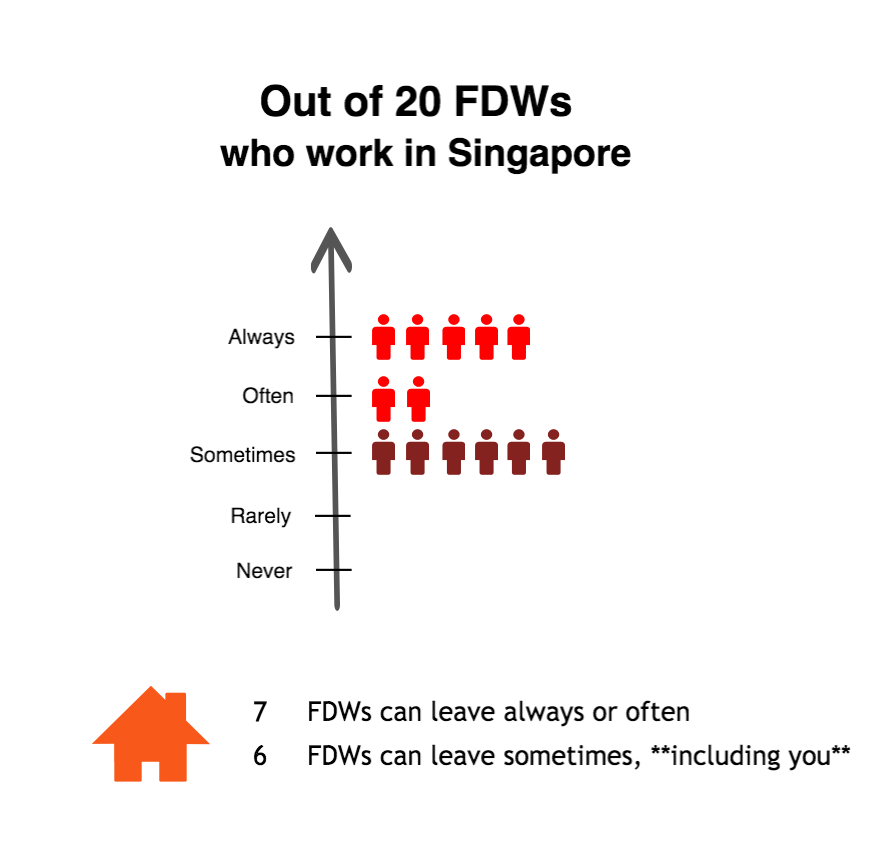 Out of 20 FDWs
who work in Singapore
Always
Often
Sometimes
Rarely
Never
7 FDWs can leave always or often
6 FDWs can leave sometimes, **including you**